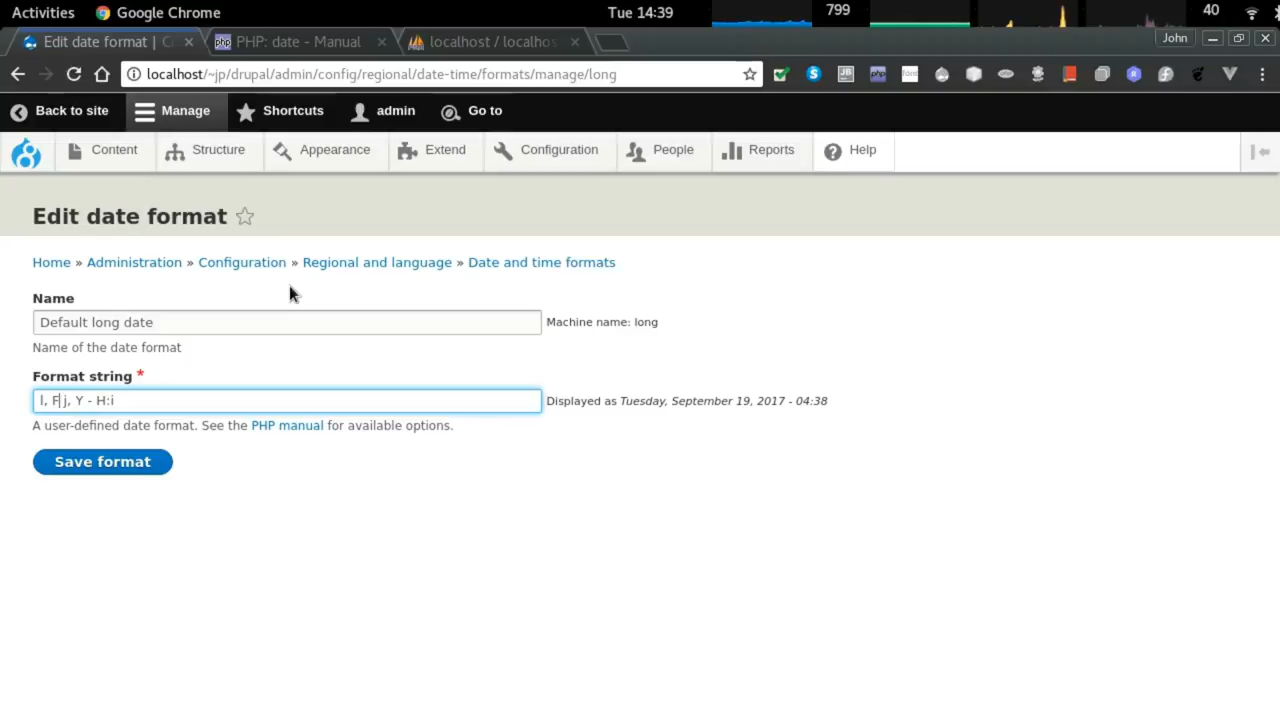 Activities Google Chrome Tue 14:39 799 40
Edit date format | C PHP: date - Manual localhost / localhos John
localhost/~jp/drupal/admin/config/regional/date-time/formats/manage/long
Back to site Manage Shortcuts admin Go to
Content Structure Appearance Extend Configuration People Reports Help
Edit date format
Home » Administration » Configuration » Regional and language » Date and time formats
Name
Default long date Machine name: long
Name of the date format
Format string *
l, F j, Y - H:i Displayed as Tuesday, September 19, 2017 - 04:38
A user-defined date format. See the PHP manual for available options.
Save format